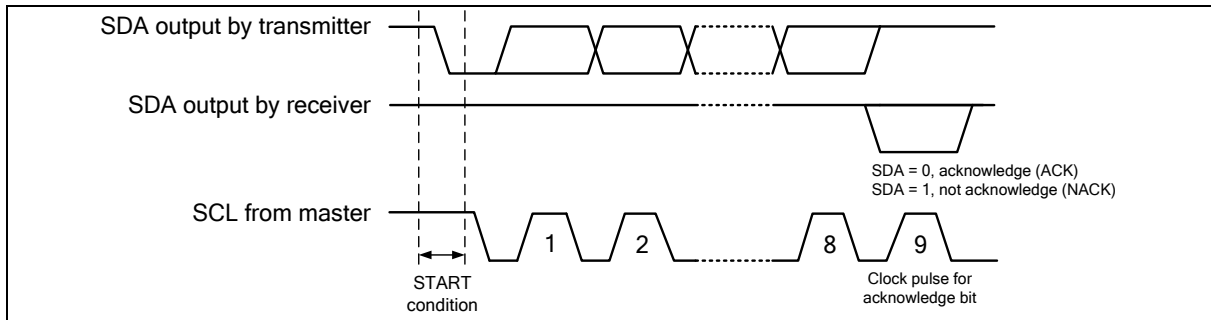 SDA output by transmitter
SDA output by receiver
SDA = 0, acknowledge (ACK)
SDA = 1, not acknowledge (NACK)
SCL from master
1
2
8
9
START
condition
Clock pulse for
acknowledge bit